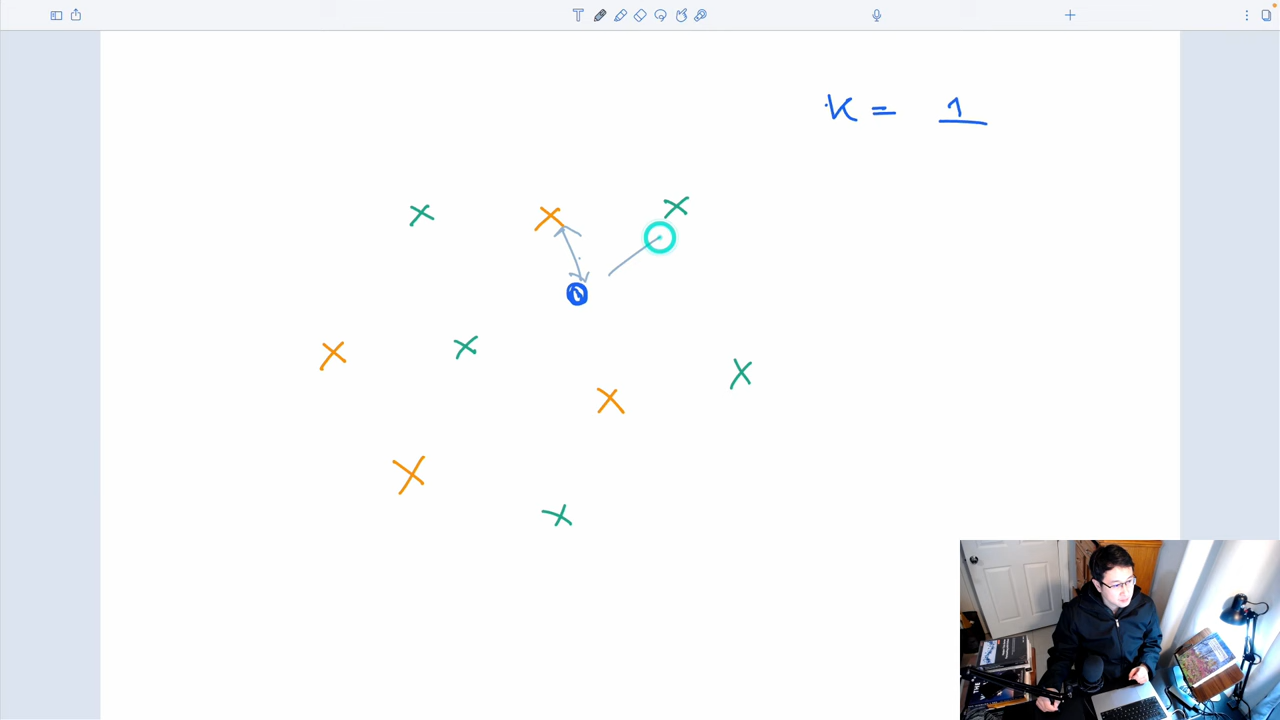 K = 1